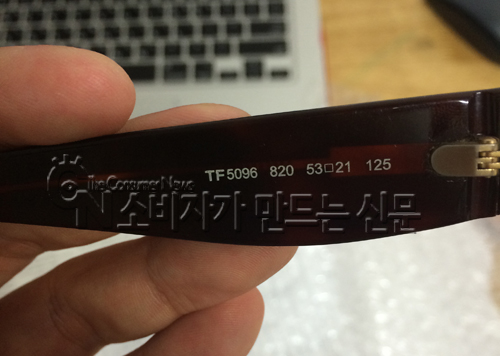 TF5096 820 53□21 125
The Consumer News
소비자가 만드는 신문